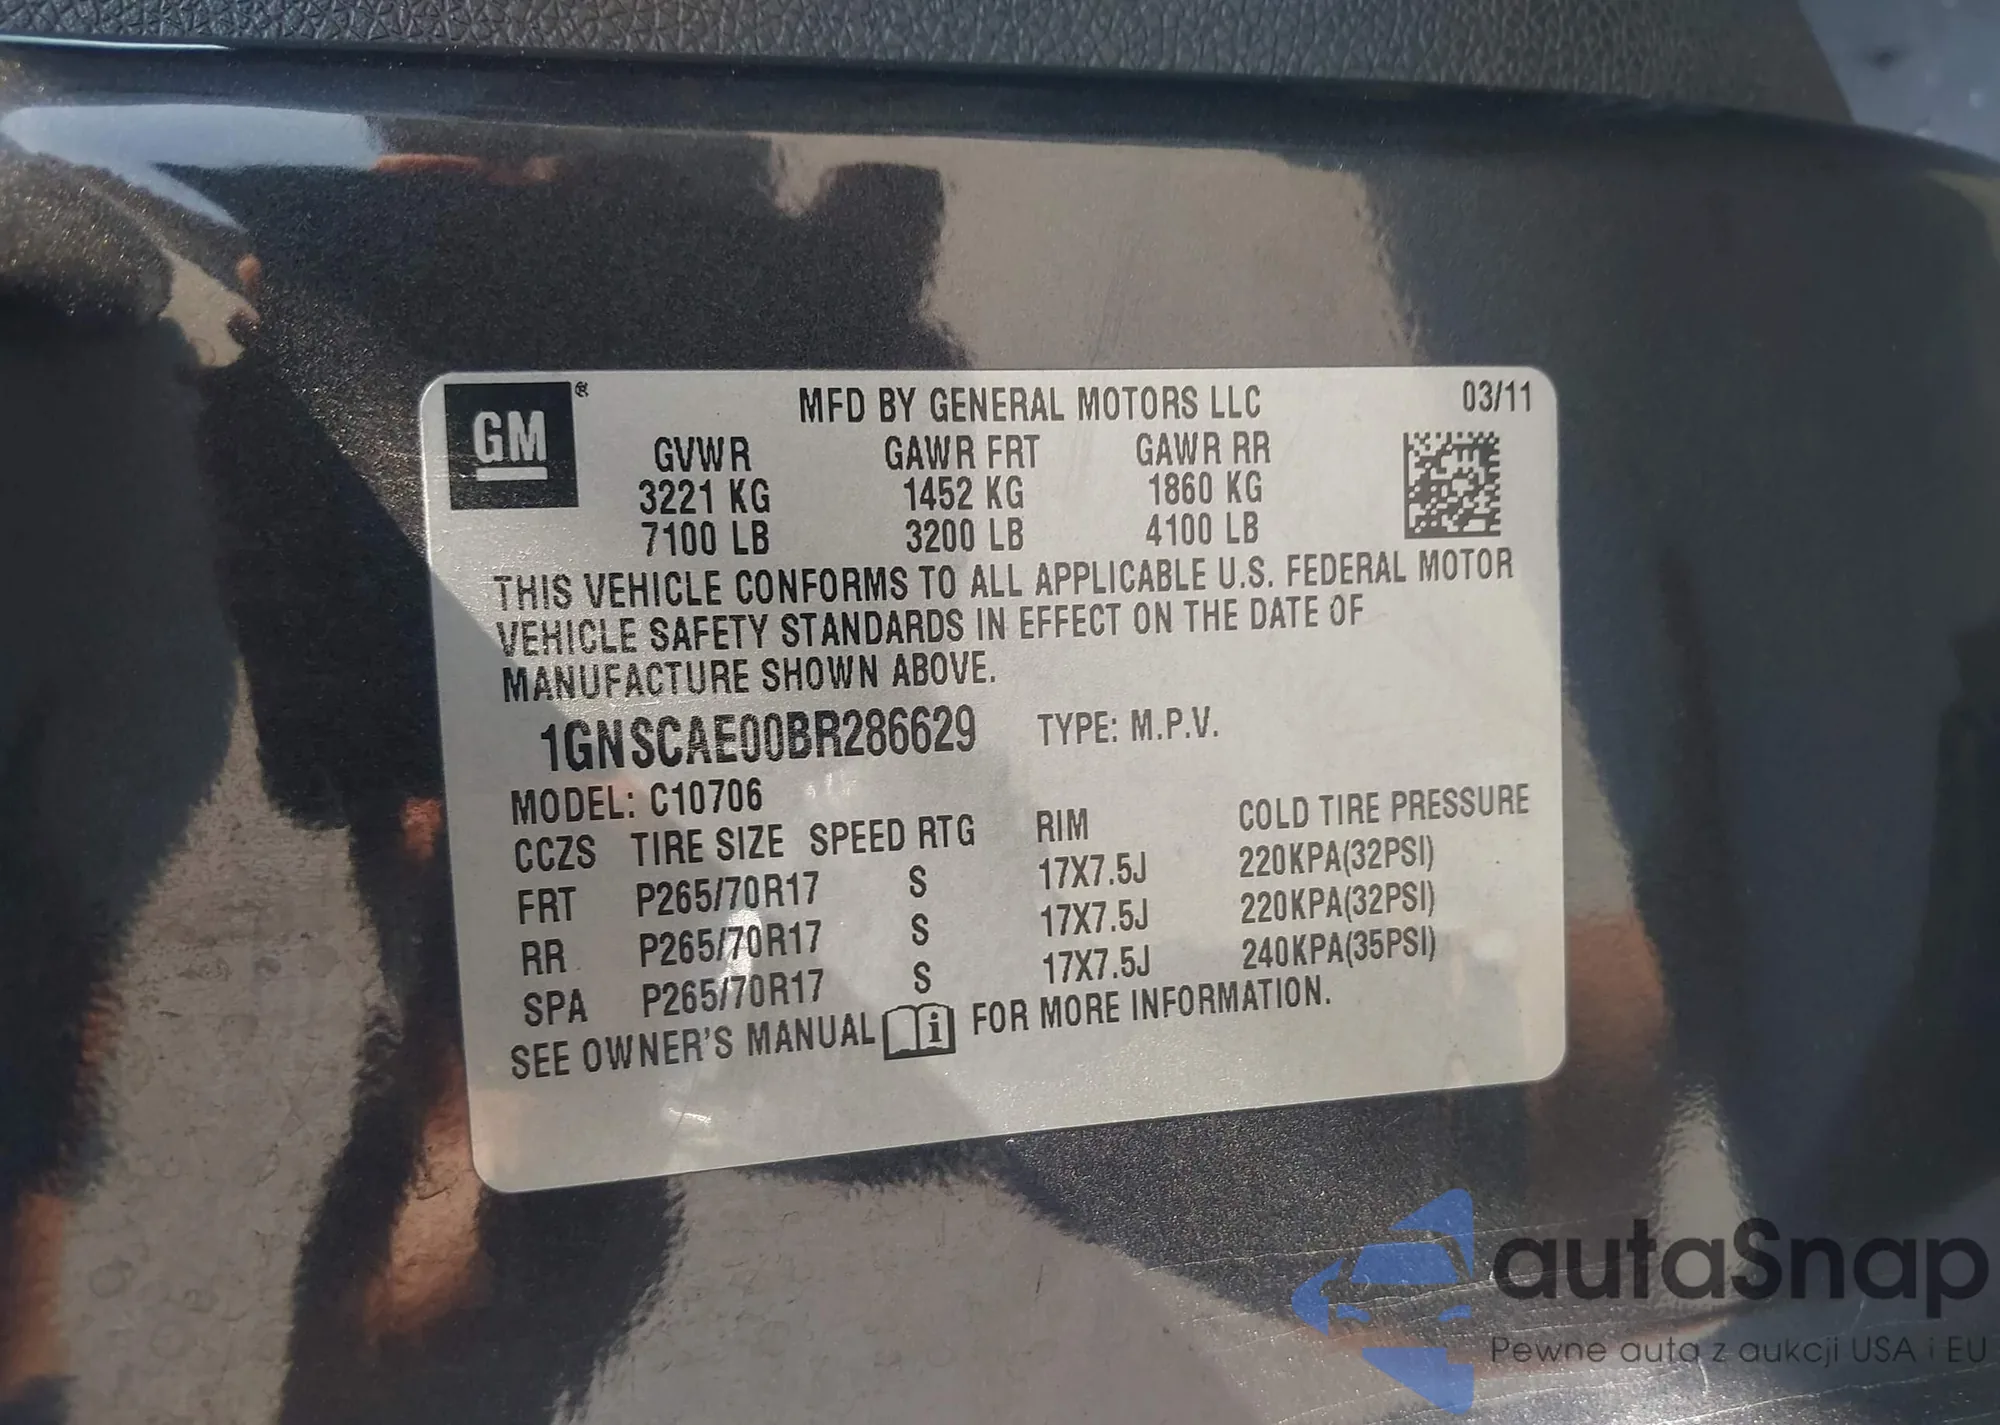 GM ®
MFD BY GENERAL MOTORS LLC 03/11
GVWR GAWR FRT GAWR RR
3221 KG 1452 KG 1860 KG
7100 LB 3200 LB 4100 LB
THIS VEHICLE CONFORMS TO ALL APPLICABLE U.S. FEDERAL MOTOR
VEHICLE SAFETY STANDARDS IN EFFECT ON THE DATE OF
MANUFACTURE SHOWN ABOVE.
1GNSCAE00BR286629 TYPE: M.P.V.
MODEL: C10706
CCZS TIRE SIZE SPEED RTG RIM COLD TIRE PRESSURE
FRT P265/70R17 S 17X7.5J 220KPA(32PSI)
RR P265/70R17 S 17X7.5J 220KPA(32PSI)
SPA P265/70R17 S 17X7.5J 240KPA(35PSI)
SEE OWNER'S MANUAL i FOR MORE INFORMATION.
autaSnap
Pewne auta z aukcji USA i EU